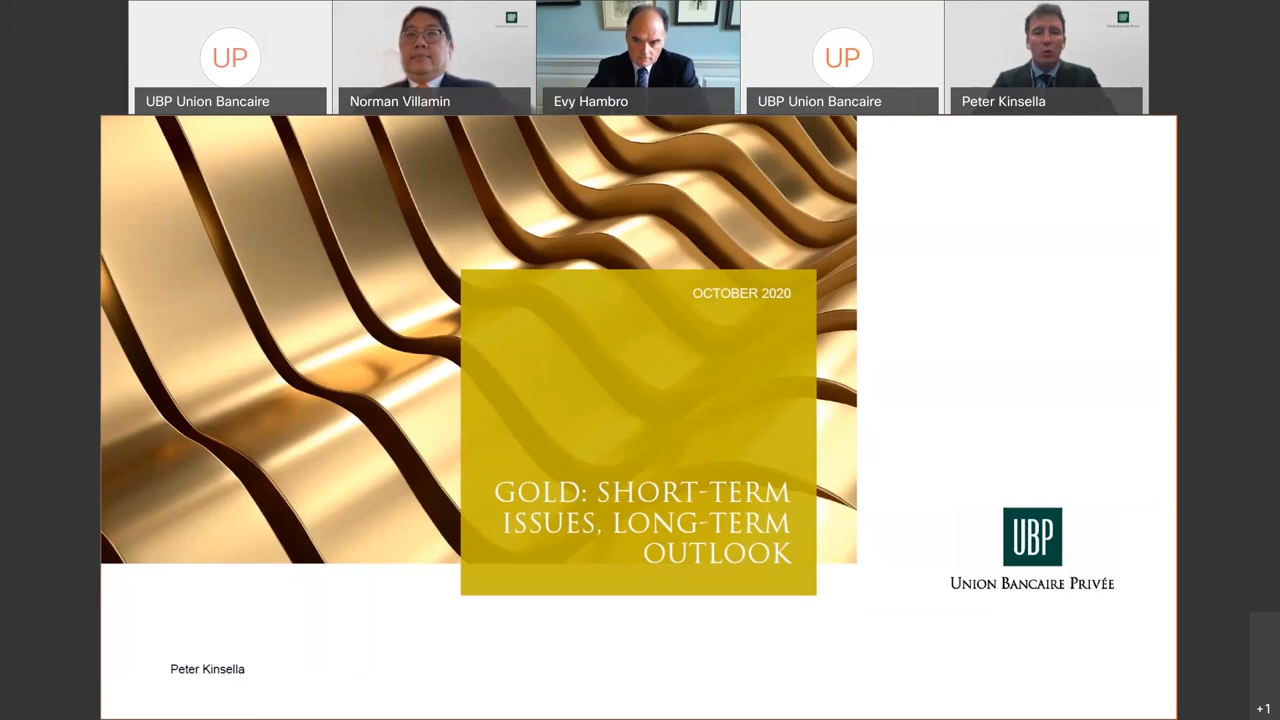 UP
UBP Union Bancaire
Norman Villamin
Evy Hambro
UP
UBP Union Bancaire
Peter Kinsella
OCTOBER 2020
GOLD: SHORT-TERM
ISSUES, LONG-TERM
OUTLOOK
UBP
UNION BANCAIRE PRIVÉE
Peter Kinsella
+1